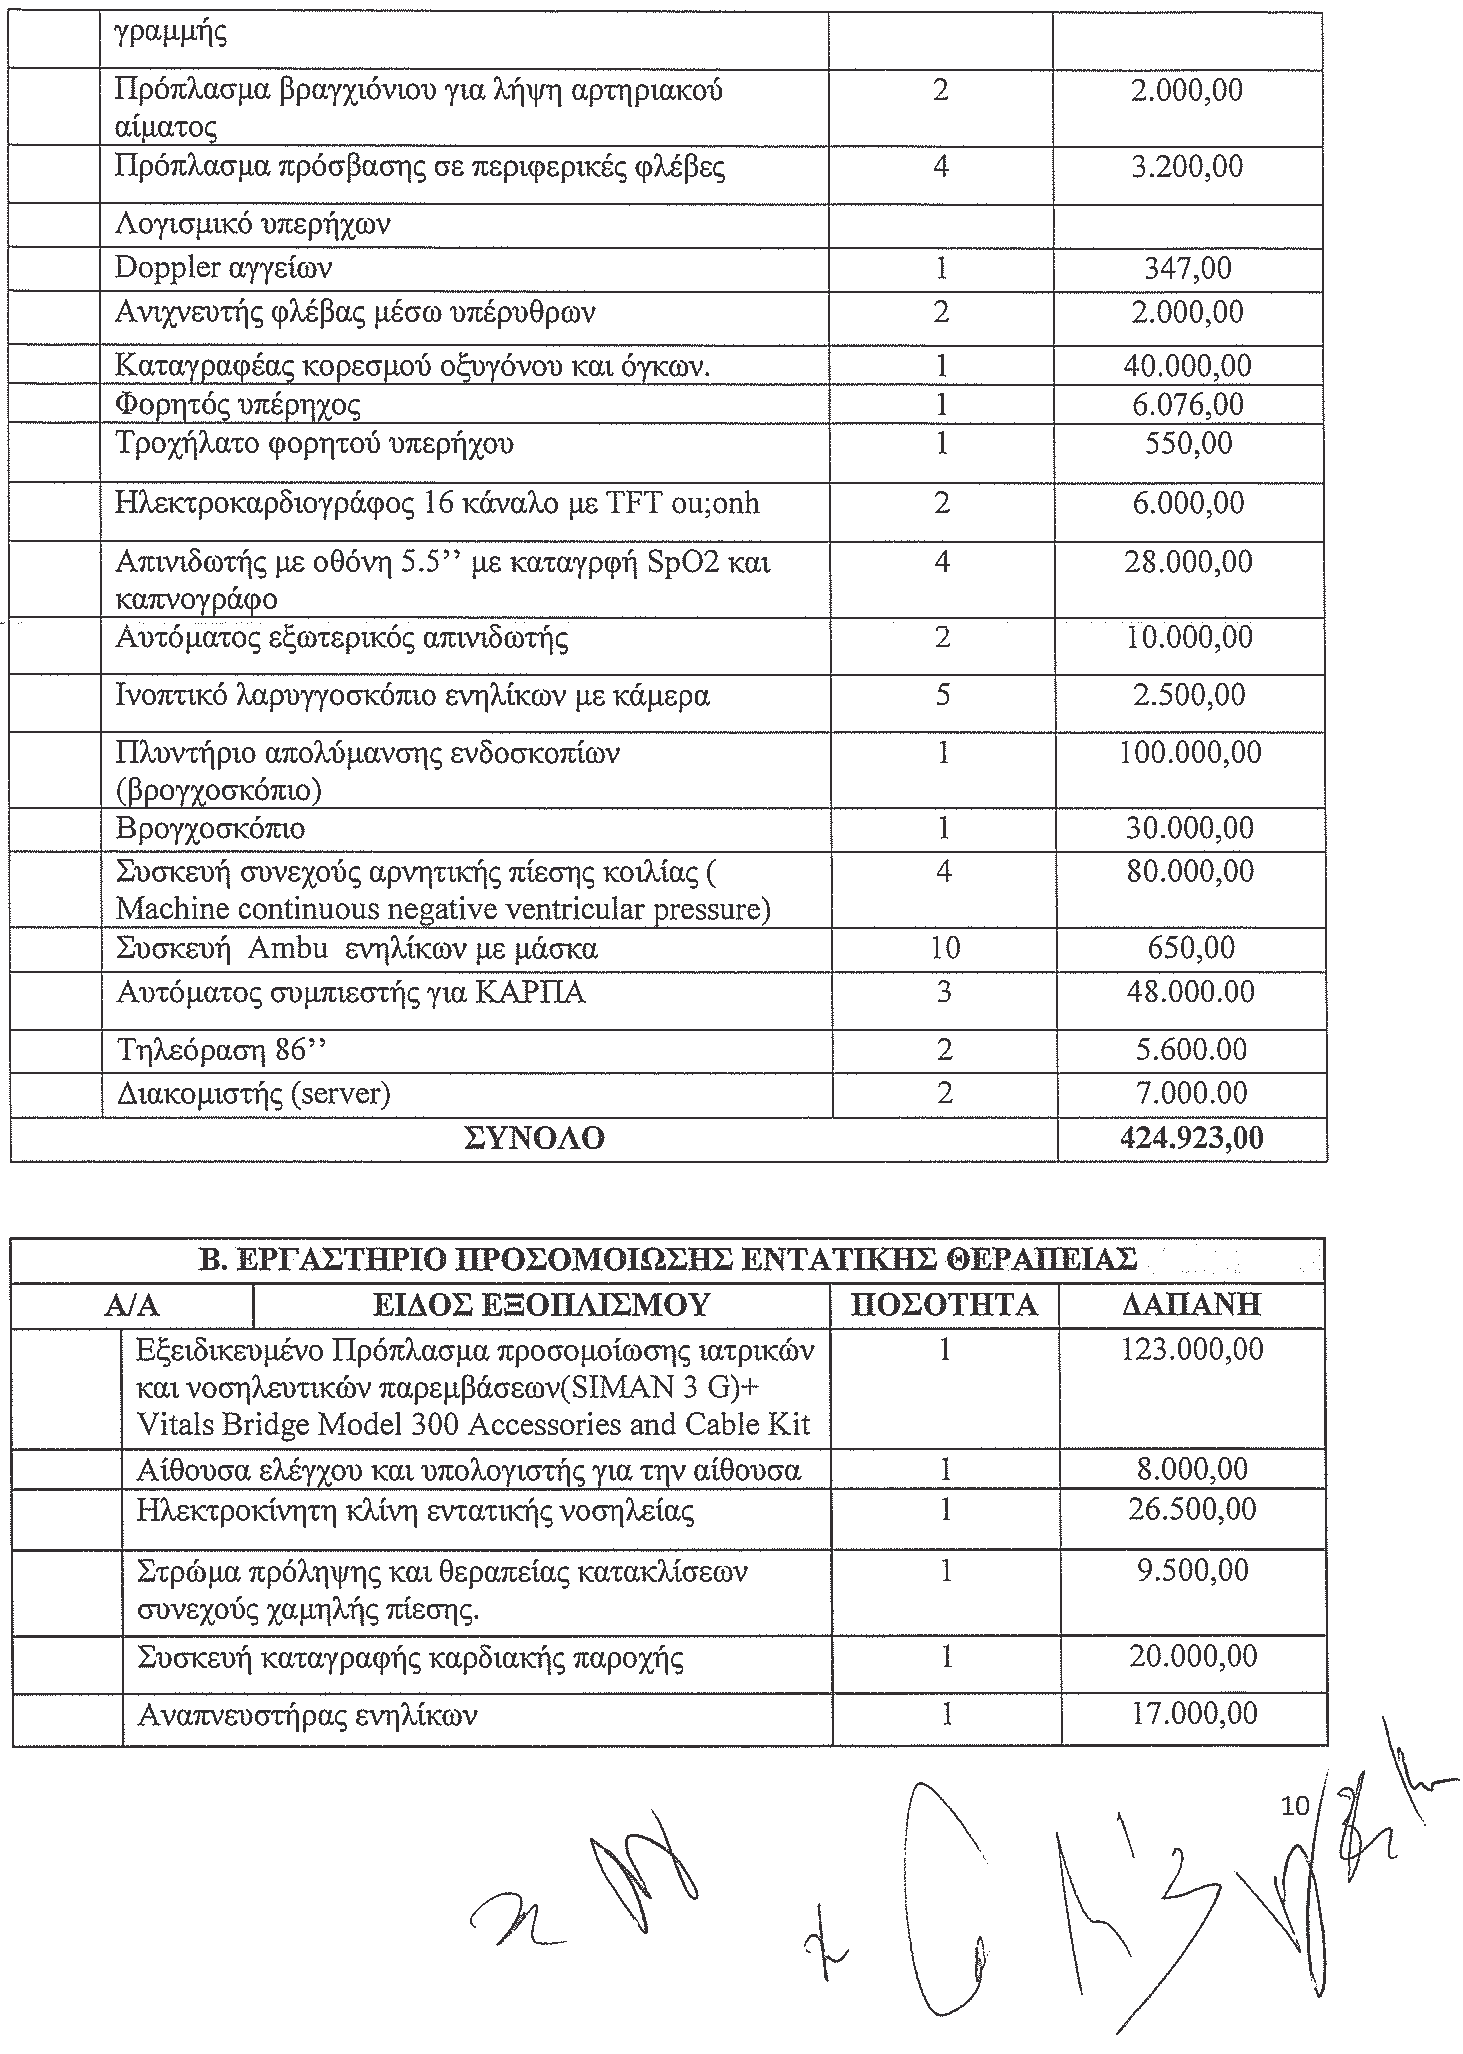 γραμμής
Πρόπλασμα βραγχιόνιου για λήψη αρτηριακού 2 2.000,00
αίματος
Πρόπλασμα πρόσβασης σε περιφερικές φλέβες 4 3.200,00
Λογισμικό υπερήχων
Doppler αγγείων 1 347,00
Ανιχνευτής φλέβας μέσω υπέρυθρων 2 2.000,00
Καταγραφέας κορεσμού οξυγόνου και όγκων. 1 40.000,00
Φορητός υπέρηχος 1 6.076,00
Τροχήλατο φορητού υπερήχου 1 550,00
Ηλεκτροκαρδιογράφος 16 κάναλο με TFT ou;onh 2 6.000,00
Απινιδωτής με οθόνη 5.5’’ με καταγρφή SpO2 και 4 28.000,00
καπνογράφο
Αυτόματος εξωτερικός απινιδωτής 2 10.000,00
Ινοπτικό λαρυγγοσκόπιο ενηλίκων με κάμερα 5 2.500,00
Πλυντήριο απολύμανσης ενδοσκοπίων 1 100.000,00
(βρογχοσκόπιο)
Βρογχοσκόπιο 1 30.000,00
Συσκευή συνεχούς αρνητικής πίεσης κοιλίας ( 4 80.000,00
Machine continuous negative ventricular pressure)
Συσκευή Ambu ενηλίκων με μάσκα 10 650,00
Αυτόματος συμπιεστής για ΚΑΡΠΑ 3 48.000.00
Τηλεόραση 86’’ 2 5.600.00
Διακομιστής (server) 2 7.000.00
ΣΥΝΟΛΟ 424.923,00
Β. ΕΡΓΑΣΤΗΡΙΟ ΠΡΟΣΟΜΟΙΩΣΗΣ ΕΝΤΑΤΙΚΗΣ ΘΕΡΑΠΕΙΑΣ
Α/Α ΕΙΔΟΣ ΕΞΟΠΛΙΣΜΟΥ ΠΟΣΟΤΗΤΑ ΔΑΠΑΝΗ
Εξειδικευμένο Πρόπλασμα προσομοίωσης ιατρικών 1 123.000,00
και νοσηλευτικών παρεμβάσεων(SIMAN 3 G)+
Vitals Bridge Model 300 Accessories and Cable Kit
Αίθουσα ελέγχου και υπολογιστής για την αίθουσα 1 8.000,00
Ηλεκτροκίνητη κλίνη εντατικής νοσηλείας 1 26.500,00
Στρώμα πρόληψης και θεραπείας κατακλίσεων 1 9.500,00
συνεχούς χαμηλής πίεσης.
Συσκευή καταγραφής καρδιακής παροχής 1 20.000,00
Αναπνευστήρας ενηλίκων 1 17.000,00
10